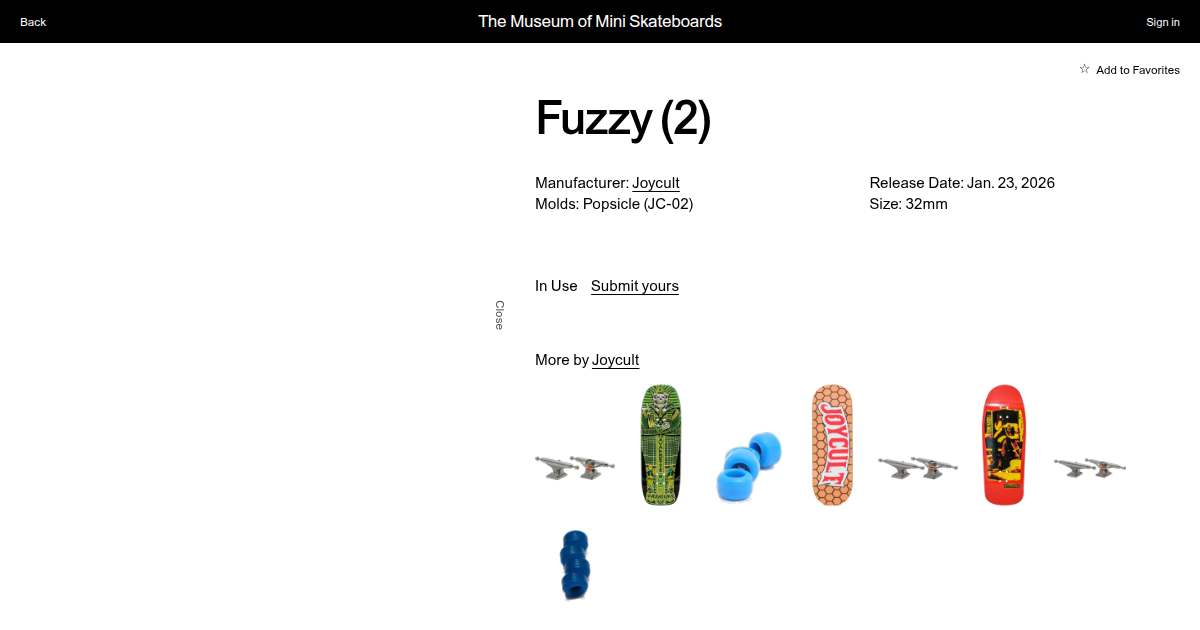 Back
The Museum of Mini Skateboards
Sign in
☆ Add to Favorites
Fuzzy (2)
Manufacturer: Joycult
Release Date: Jan. 23, 2026
Molds: Popsicle (JC-02)
Size: 32mm
In Use Submit yours
Close
More by Joycult
JOYCULT